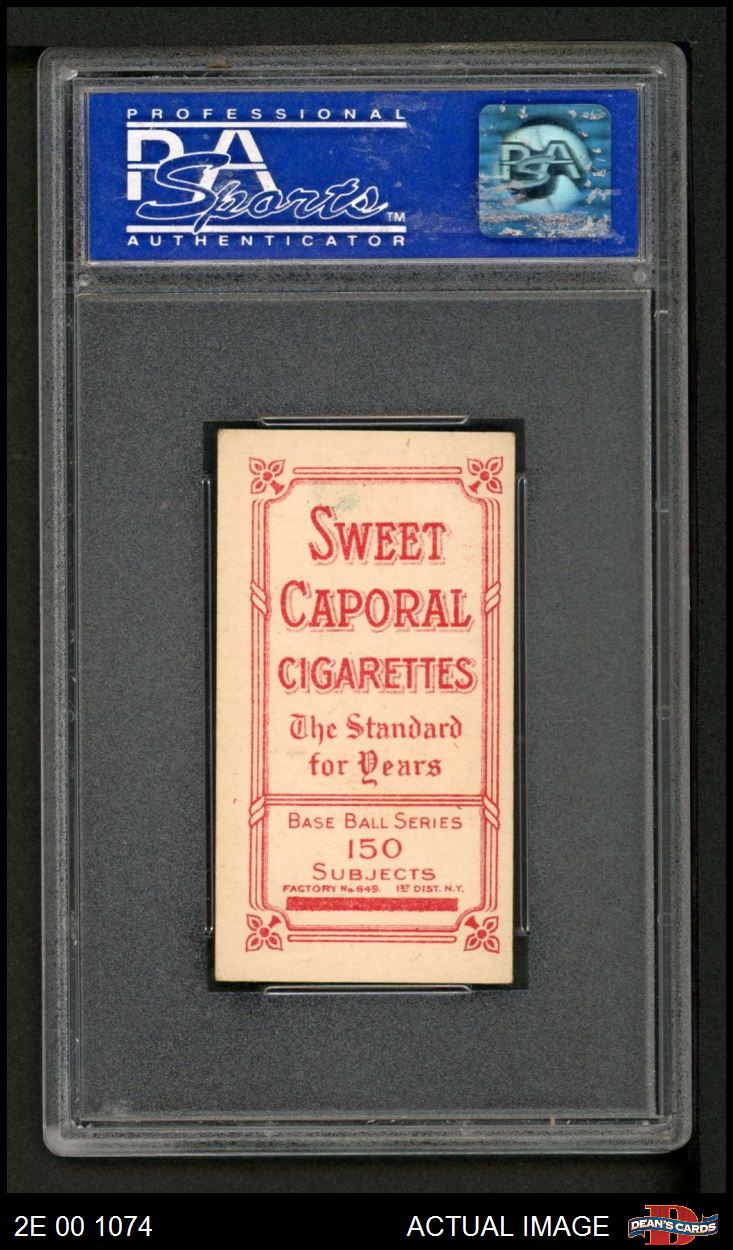 PROFESSIONAL
PSA
Sports TM
AUTHENTICATOR
PSA
SWEET
CAPORAL
CIGARETTES
The Standard
for Years
BASE BALL SERIES
150
SUBJECTS
FACTORY No. 649. 1ST DIST. N.Y.
2E 00 1074
ACTUAL IMAGE
D
DEAN'S CARDS